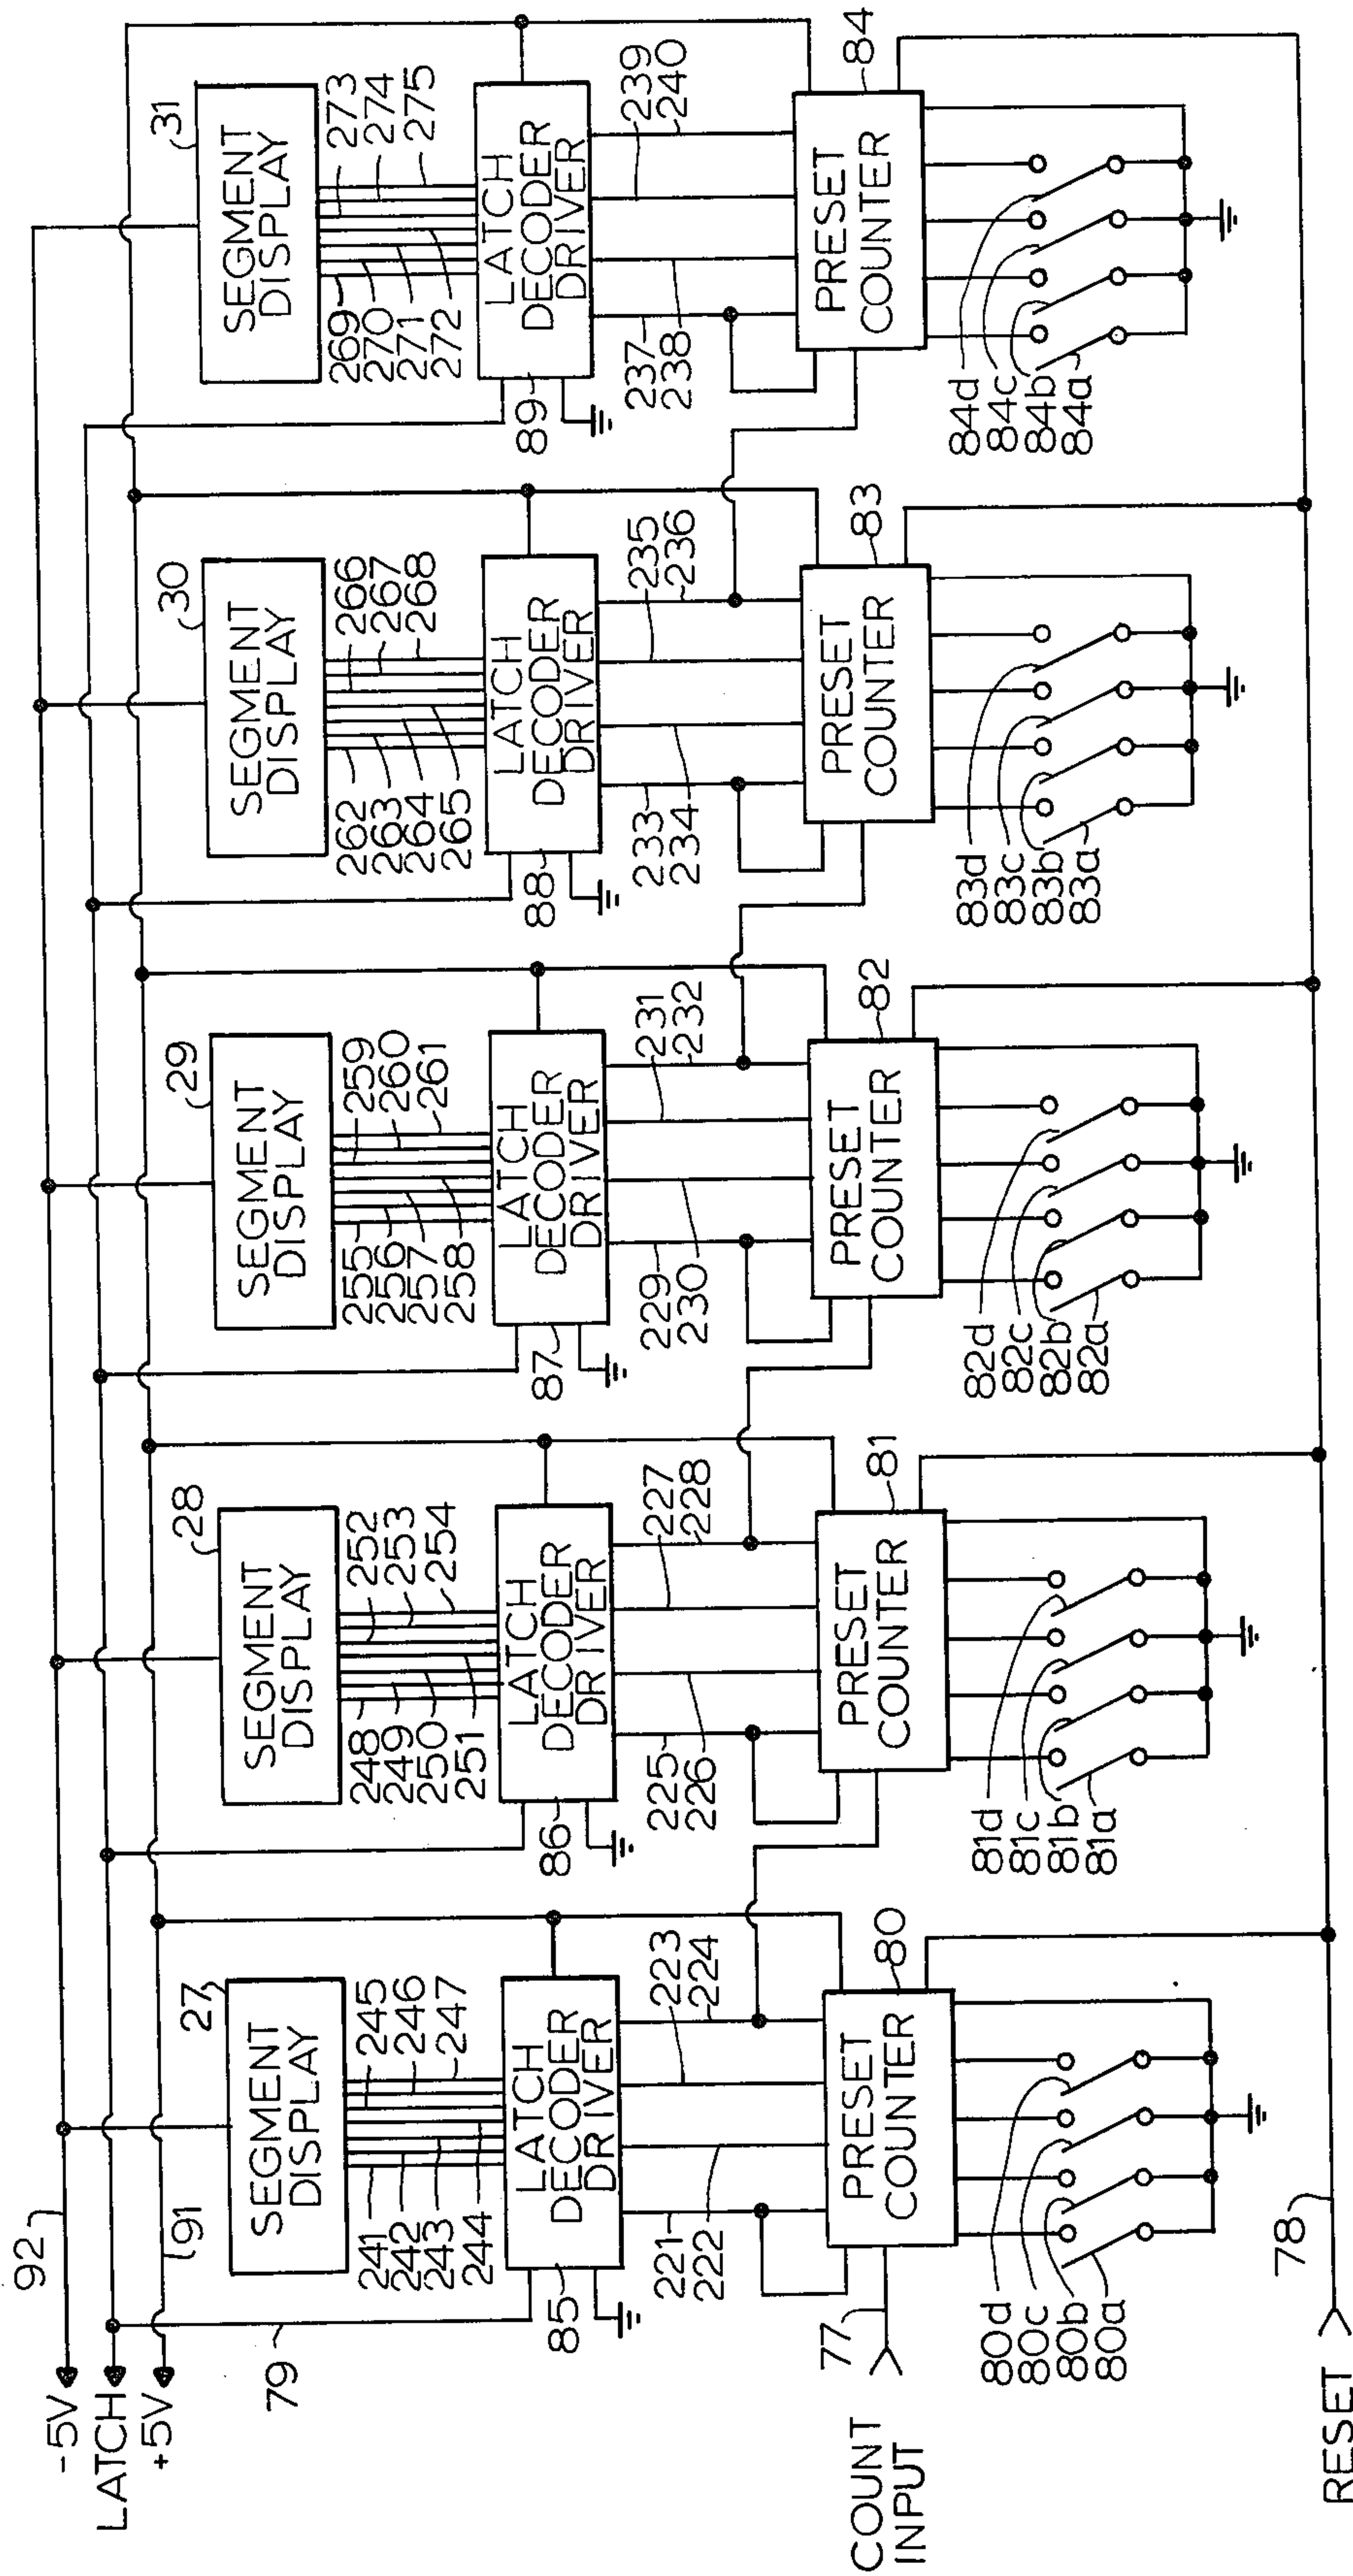 -5V
LATCH
+5V
92
91
79
27
28
29
30
31
SEGMENT
DISPLAY
SEGMENT
DISPLAY
SEGMENT
DISPLAY
SEGMENT
DISPLAY
SEGMENT
DISPLAY
241
242
243
244
245
246
247
248
249
250
251
252
253
254
255
256
257
258
259
260
261
262
263
264
265
266
267
268
269
270
271
272
273
274
275
LATCH
DECODER
DRIVER
LATCH
DECODER
DRIVER
LATCH
DECODER
DRIVER
LATCH
DECODER
DRIVER
LATCH
DECODER
DRIVER
85
86
87
88
89
221
222
223
224
225
226
227
228
229
230
231
232
233
234
235
236
237
238
239
240
COUNT
INPUT
77
PRESET
COUNTER
PRESET
COUNTER
PRESET
COUNTER
PRESET
COUNTER
PRESET
COUNTER
80
81
82
83
84
80d
80c
80b
80a
81d
81c
81b
81a
82d
82c
82b
82a
83d
83c
83b
83a
84d
84c
84b
84a
RESET
78